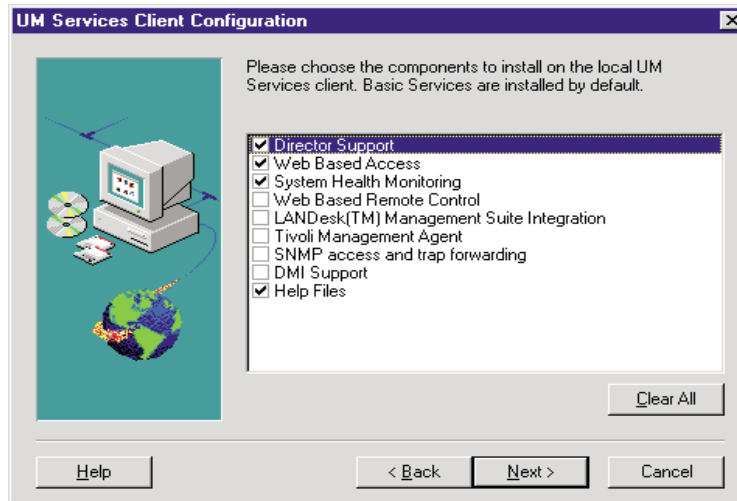 UM Services Client Configuration
Please choose the components to install on the local UM
Services client. Basic Services are installed by default.
Director Support
Web Based Access
System Health Monitoring
Web Based Remote Control
LANDesk(TM) Management Suite Integration
Tivoli Management Agent
SNMP access and trap forwarding
DMI Support
Help Files
Clear All
Help
< Back
Next >
Cancel